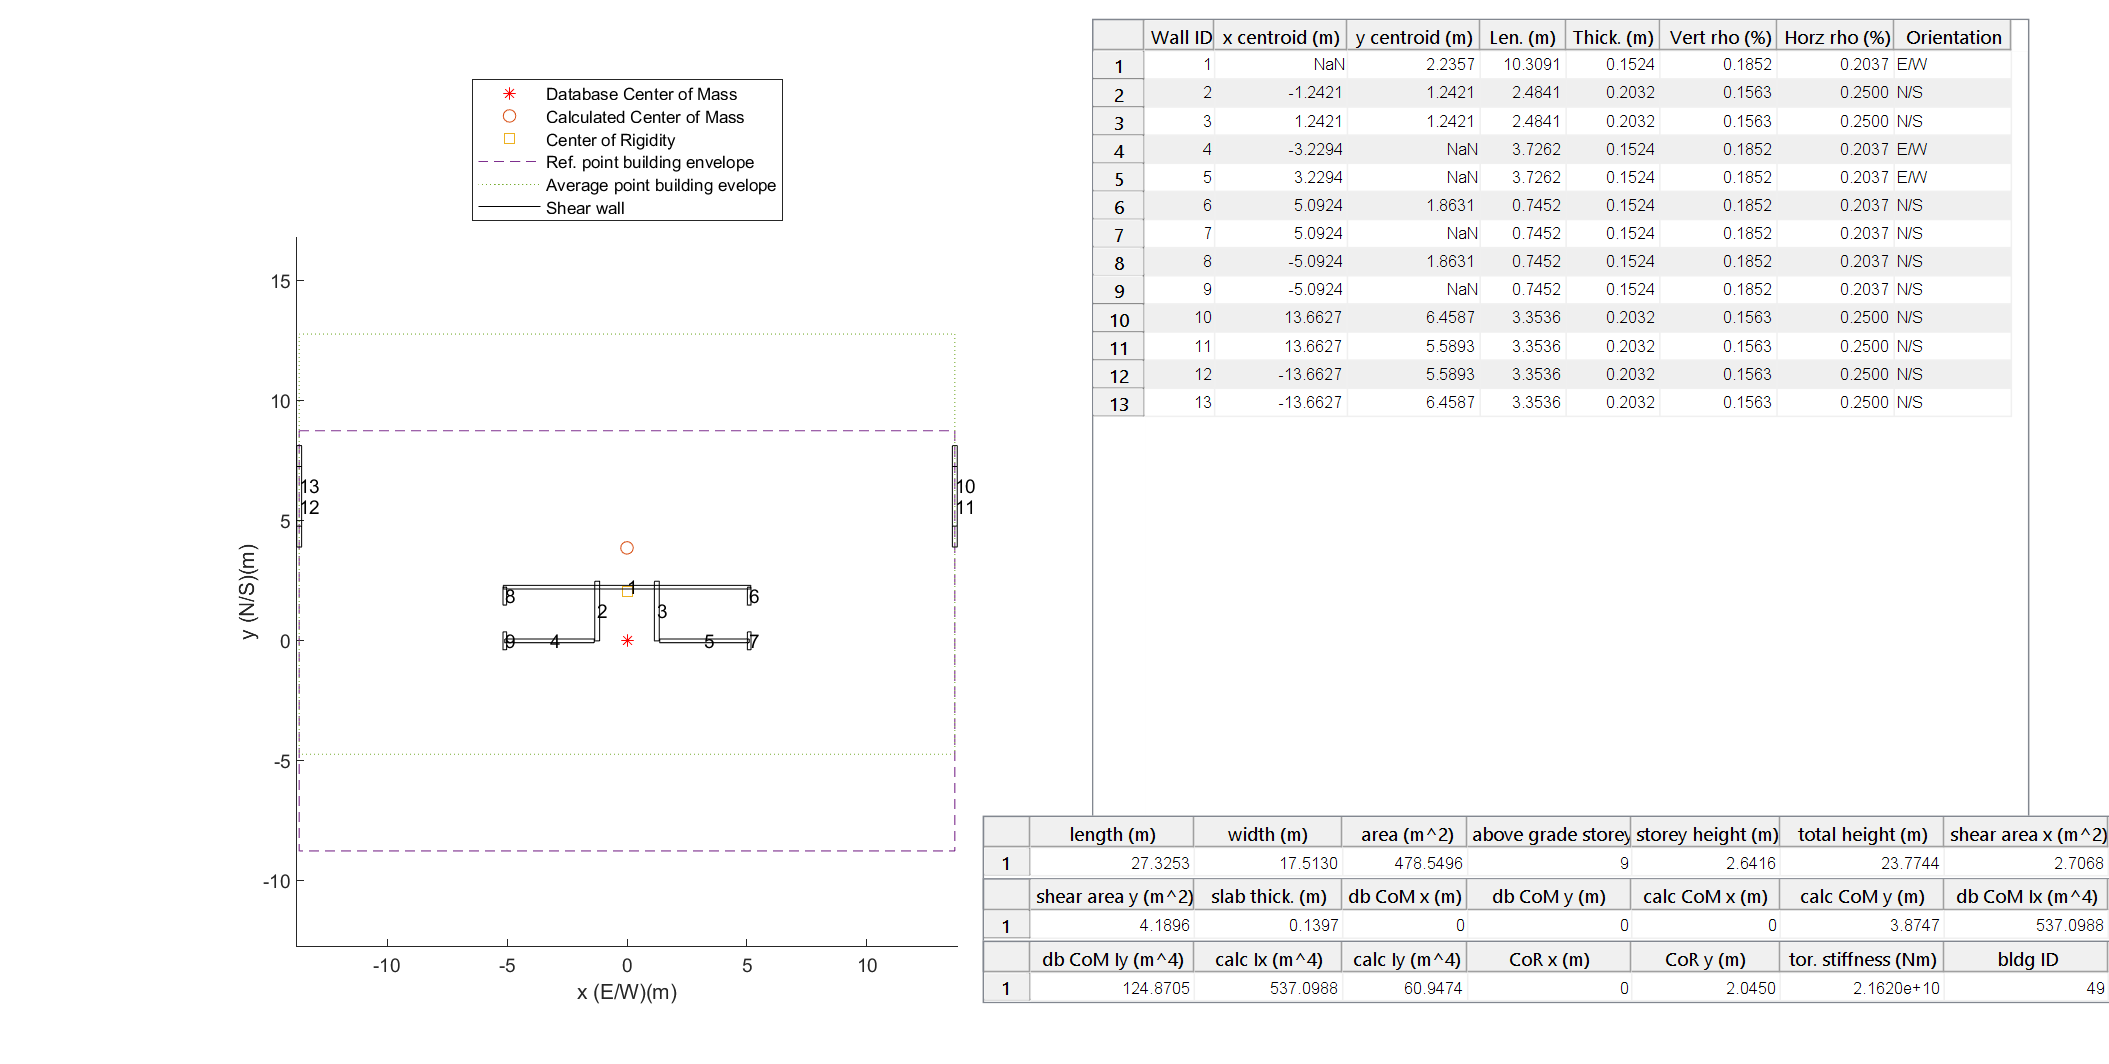 Database Center of Mass
Calculated Center of Mass
Center of Rigidity
Ref. point building envelope
Average point building evelope
Shear wall
15
10
5
0
-5
-10
y (N/S)(m)
-10 -5 0 5 10
x (E/W)(m)
13
12
10
11
1
8
6
2
3
9
4
5
7
Wall ID x centroid (m) y centroid (m) Len. (m) Thick. (m) Vert rho (%) Horz rho (%) Orientation
1 1 NaN 2.2357 10.3091 0.1524 0.1852 0.2037 E/W
2 2 -1.2421 1.2421 2.4841 0.2032 0.1563 0.2500 N/S
3 3 1.2421 1.2421 2.4841 0.2032 0.1563 0.2500 N/S
4 4 -3.2294 NaN 3.7262 0.1524 0.1852 0.2037 E/W
5 5 3.2294 NaN 3.7262 0.1524 0.1852 0.2037 E/W
6 6 5.0924 1.8631 0.7452 0.1524 0.1852 0.2037 N/S
7 7 5.0924 NaN 0.7452 0.1524 0.1852 0.2037 N/S
8 8 -5.0924 1.8631 0.7452 0.1524 0.1852 0.2037 N/S
9 9 -5.0924 NaN 0.7452 0.1524 0.1852 0.2037 N/S
10 10 13.6627 6.4587 3.3536 0.2032 0.1563 0.2500 N/S
11 11 13.6627 5.5893 3.3536 0.2032 0.1563 0.2500 N/S
12 12 -13.6627 5.5893 3.3536 0.2032 0.1563 0.2500 N/S
13 13 -13.6627 6.4587 3.3536 0.2032 0.1563 0.2500 N/S
length (m) width (m) area (m^2) above grade storey storey height (m) total height (m) shear area x (m^2)
1 27.3253 17.5130 478.5496 9 2.6416 23.7744 2.7068
shear area y (m^2) slab thick. (m) db CoM x (m) db CoM y (m) calc CoM x (m) calc CoM y (m) db CoM Ix (m^4)
1 4.1896 0.1397 0 0 0 3.8747 537.0988
db CoM Iy (m^4) calc Ix (m^4) calc Iy (m^4) CoR x (m) CoR y (m) tor. stiffness (Nm) bldg ID
1 124.8705 537.0988 60.9474 0 2.0450 2.1620e+10 49